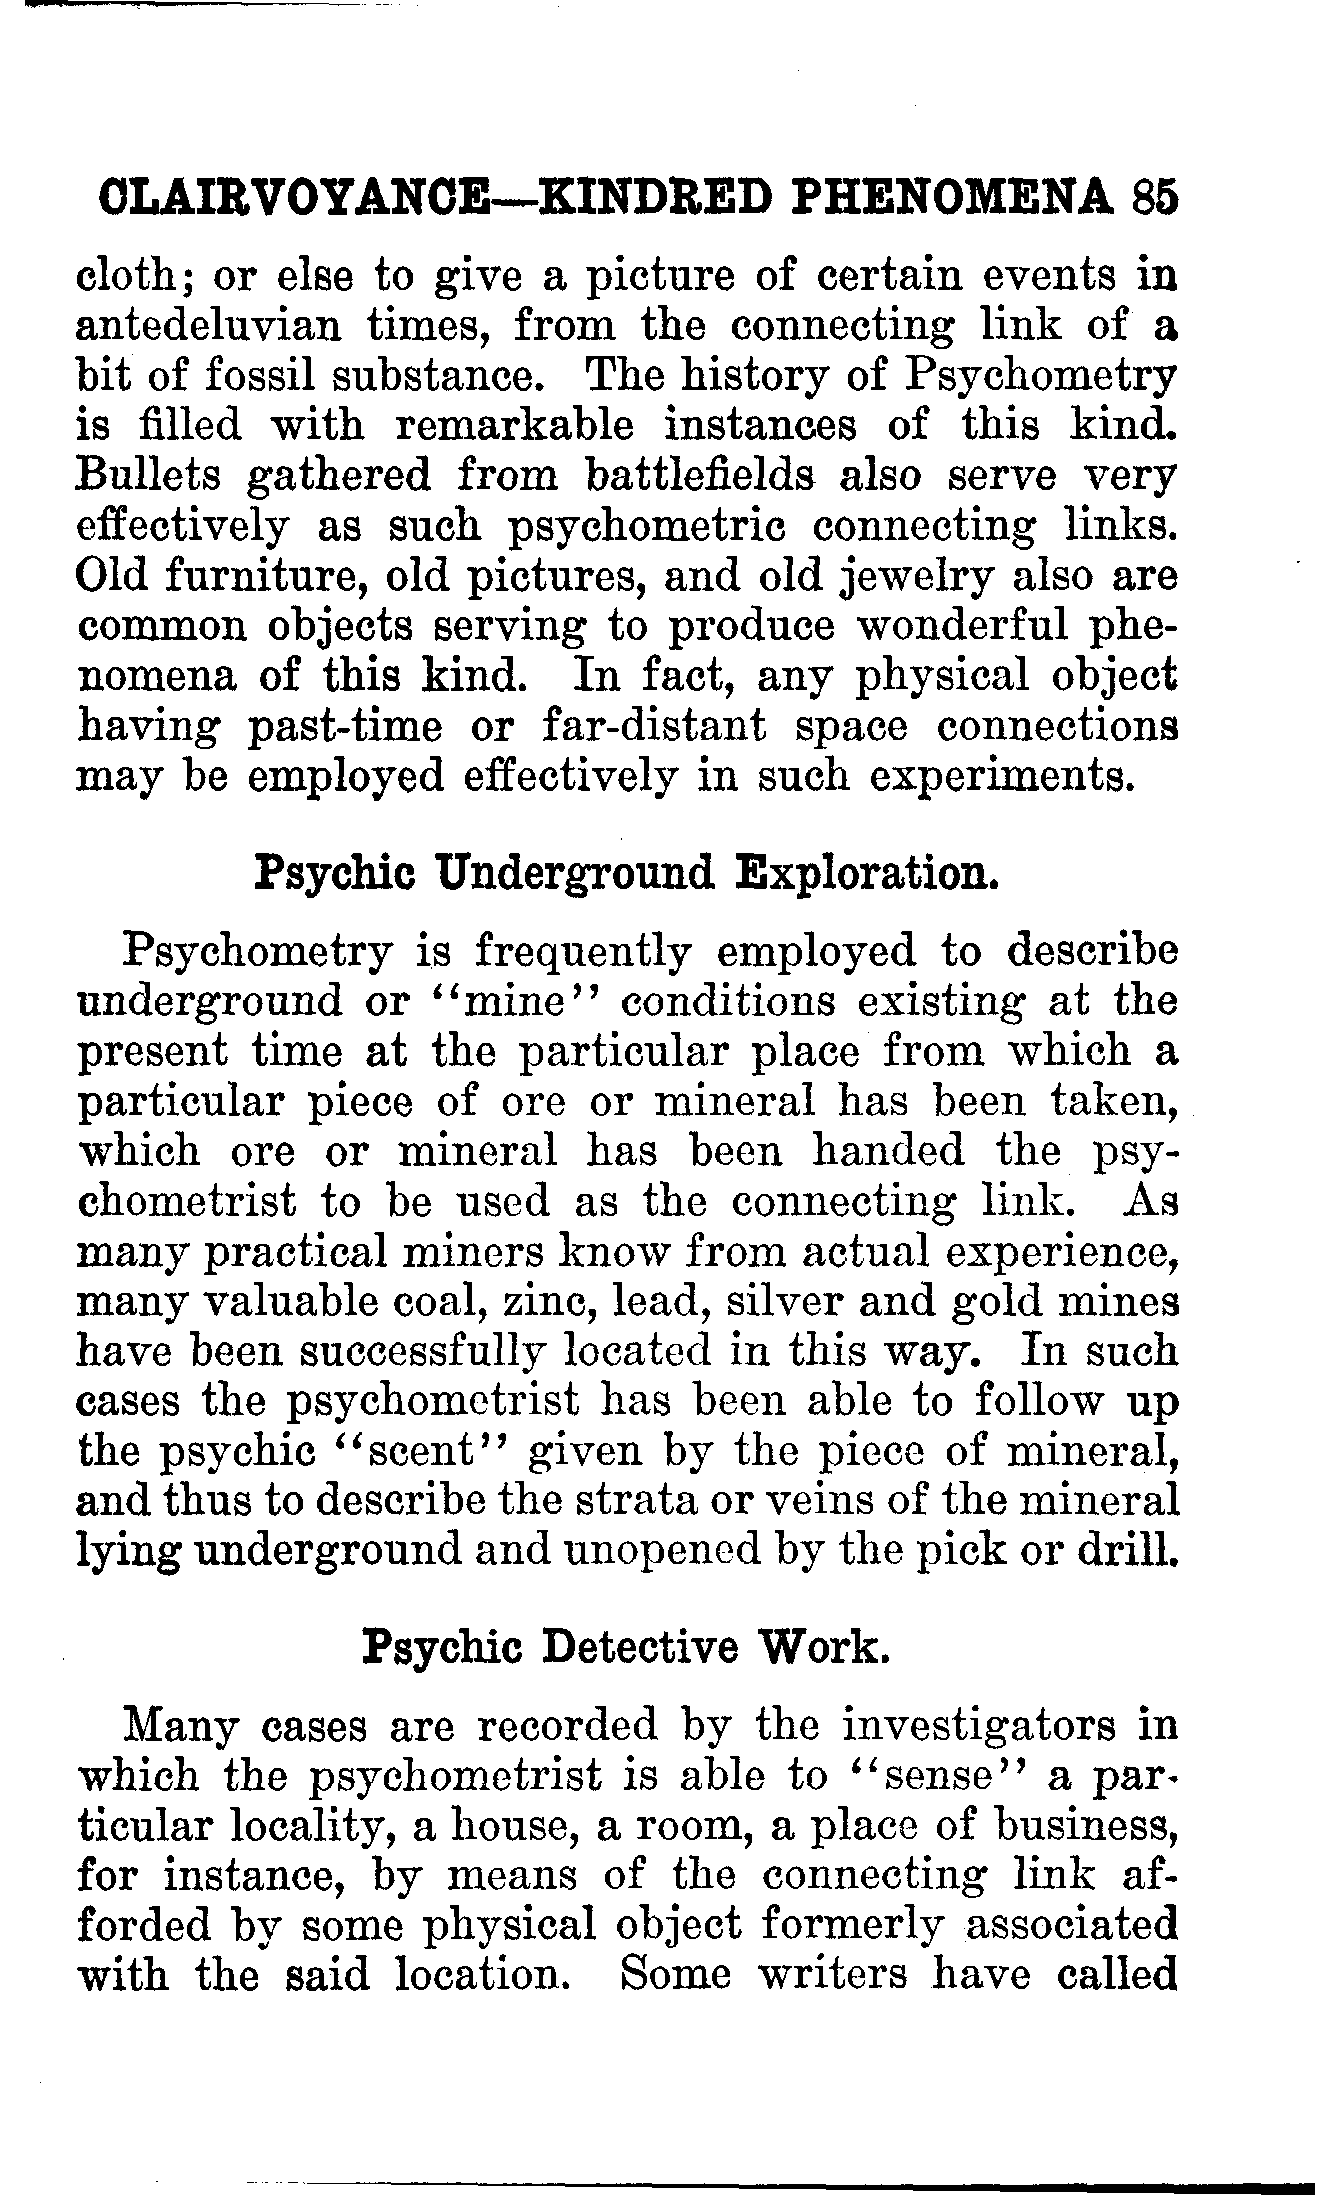 CLAIRVOYANCE—KINDRED PHENOMENA 85
cloth; or else to give a picture of certain events in
antedeluvian times, from the connecting link of a
bit of fossil substance. The history of Psychometry
is filled with remarkable instances of this kind.
Bullets gathered from battlefields also serve very
effectively as such psychometric connecting links.
Old furniture, old pictures, and old jewelry also are
common objects serving to produce wonderful phe-
nomena of this kind. In fact, any physical object
having past-time or far-distant space connections
may be employed effectively in such experiments.
Psychic Underground Exploration.
Psychometry is frequently employed to describe
underground or "mine" conditions existing at the
present time at the particular place from which a
particular piece of ore or mineral has been taken,
which ore or mineral has been handed the psy-
chometrist to be used as the connecting link. As
many practical miners know from actual experience,
many valuable coal, zinc, lead, silver and gold mines
have been successfully located in this way. In such
cases the psychometrist has been able to follow up
the psychic "scent" given by the piece of mineral,
and thus to describe the strata or veins of the mineral
lying underground and unopened by the pick or drill.
Psychic Detective Work.
Many cases are recorded by the investigators in
which the psychometrist is able to "sense" a par-
ticular locality, a house, a room, a place of business,
for instance, by means of the connecting link af-
forded by some physical object formerly associated
with the said location. Some writers have called